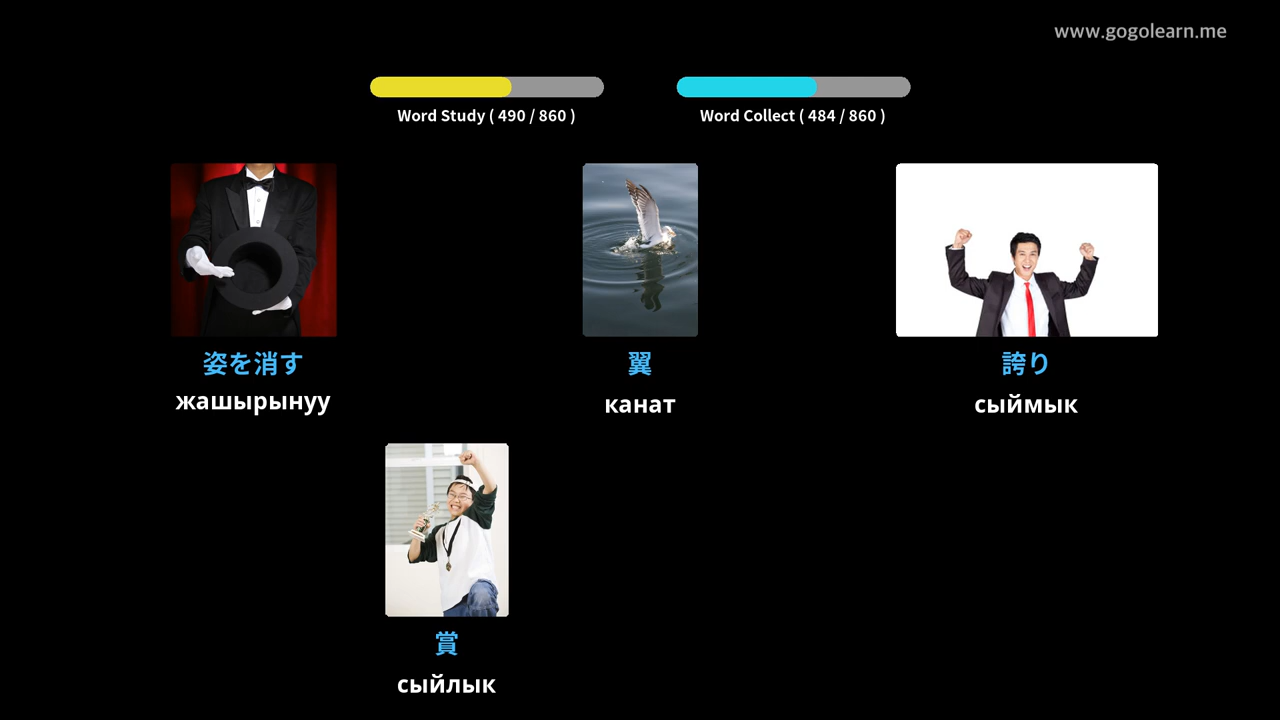 www.gogolearn.me
Word Study ( 490 / 860 )
Word Collect ( 484 / 860 )
姿を消す
жашырынуу
翼
канат
誇り
сыймык
賞
сыйлык